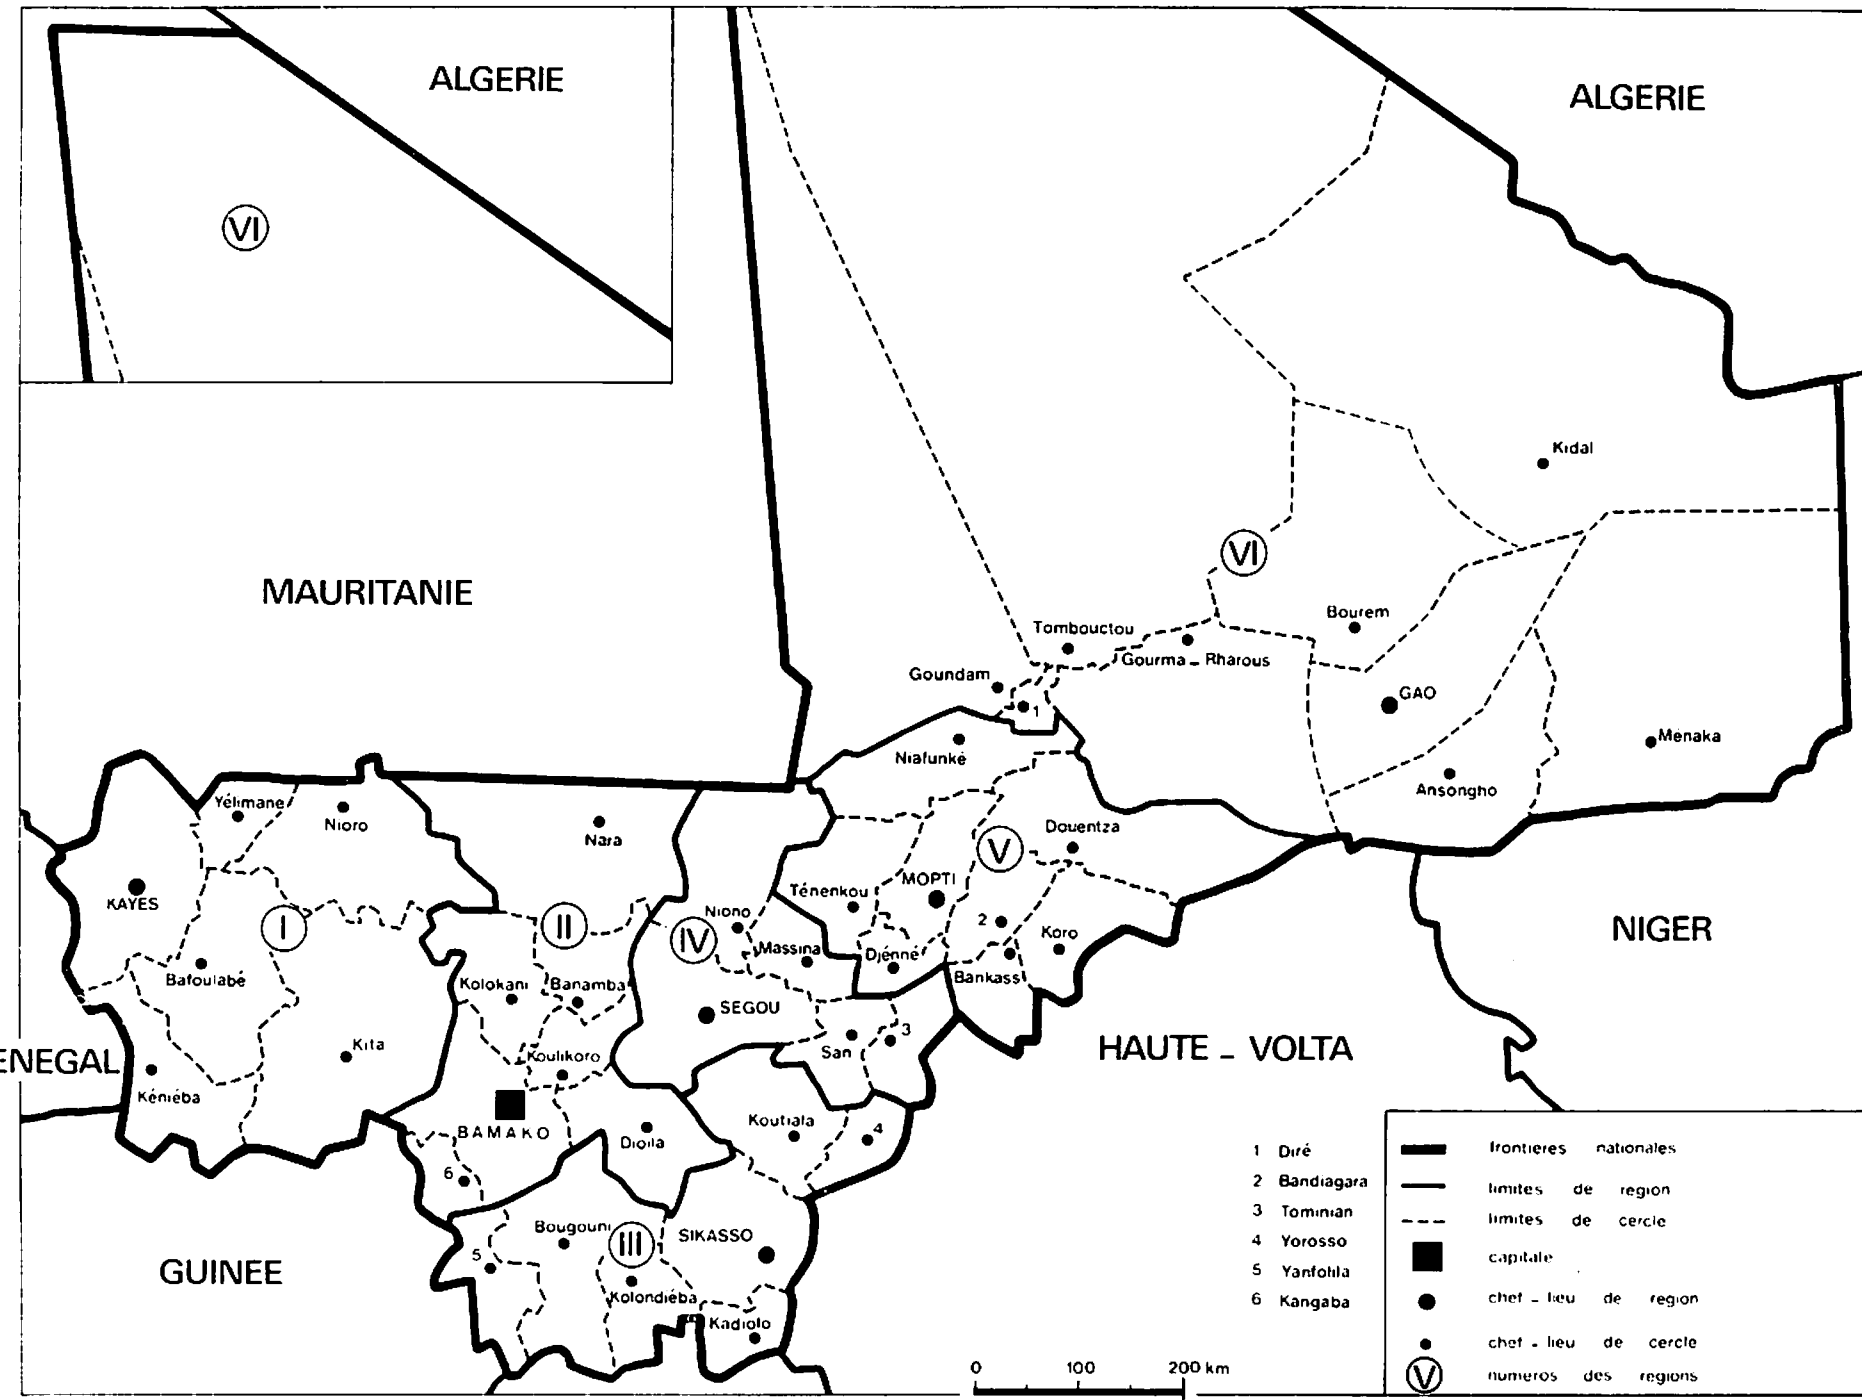 ALGERIE
ALGERIE
VI
Kidal
MAURITANIE
VI
Bourem
Tombouctou
Gourma - Rharous
Goundam
GAO
1
Menaka
Niafunké
Ansongho
Yélimane
Nioro
Nara
Douentza
V
KAYES
Ténenkou
MOPTI
I
II
Niono
IV
2
Koro
NIGER
Massina
Djénné
Bafoulabé
Kolokani
Banamba
Bankass
SEGOU
3
HAUTE - VOLTA
Kita
Koulikoro
San
ENEGAL
Kéniéba
BAMAKO
Dioila
Koutiala
4
6
Bougouni
III
SIKASSO
5
GUINEE
Kolondiéba
Kadiolo
1 Diré
2 Bandiagara
3 Tominian
4 Yorosso
5 Yanfolila
6 Kangaba
frontieres nationales
limites de region
limites de cercle
capitale
chef - lieu de region
chef - lieu de cercle
V numeros des regions
0 100 200 km